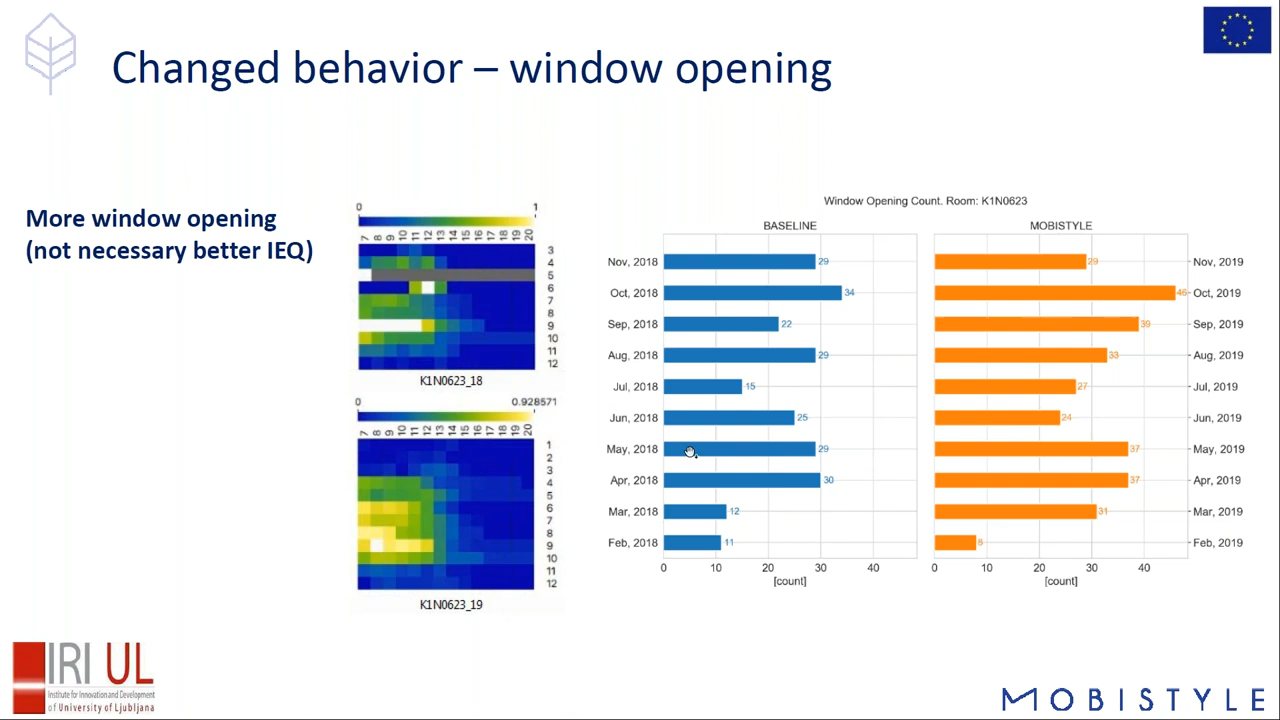 Changed behavior – window opening
More window opening
(not necessary better IEQ)
0 1
7 8 9 10 11 12 13 14 15 16 17 18 19 20
3
4
5
6
7
8
9
10
11
12
K1N0623_18
0 0.928571
7 8 9 10 11 12 13 14 15 16 17 18 19 20
1
2
3
4
5
6
7
8
9
10
11
12
K1N0623_19
Window Opening Count. Room: K1N0623
BASELINE MOBISTYLE
Nov, 2018 29 29 Nov, 2019
Oct, 2018 34 46 Oct, 2019
Sep, 2018 22 39 Sep, 2019
Aug, 2018 29 33 Aug, 2019
Jul, 2018 15 27 Jul, 2019
Jun, 2018 25 24 Jun, 2019
May, 2018 29 37 May, 2019
Apr, 2018 30 37 Apr, 2019
Mar, 2018 12 31 Mar, 2019
Feb, 2018 11 8 Feb, 2019
0 10 20 30 40 0 10 20 30 40
[count] [count]
IRI UL
Institute for Innovation and Development
of University of Ljubljana
MOBISTYLE